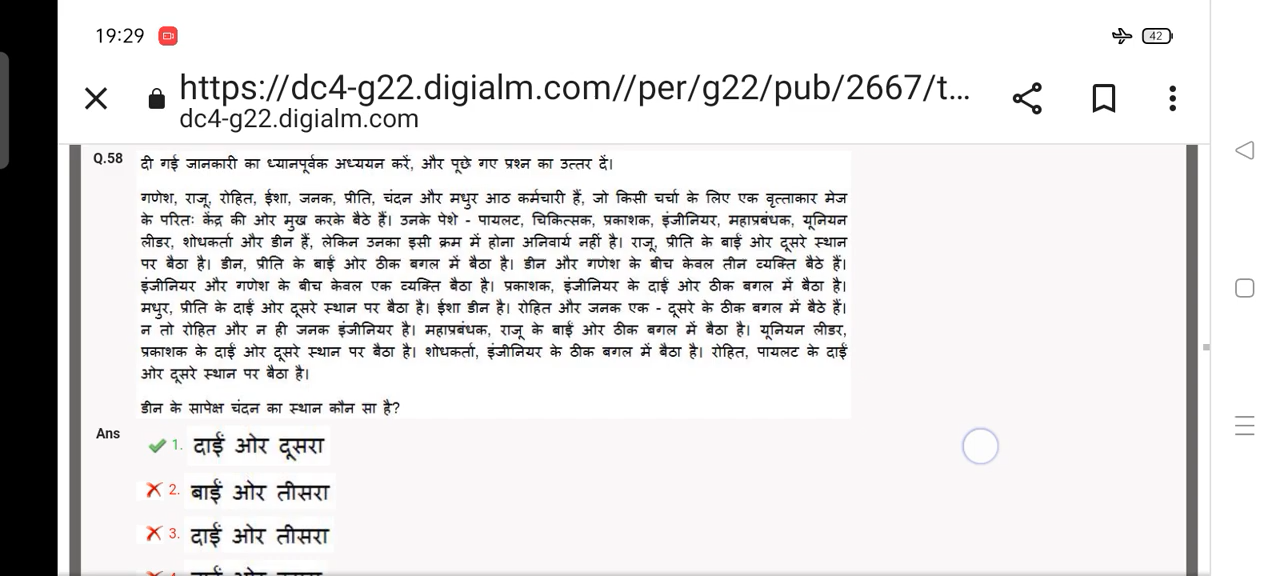 19:29
42
https://dc4-g22.digialm.com//per/g22/pub/2667/t...
dc4-g22.digialm.com
Q.58 दी गई जानकारी का ध्यानपूर्वक अध्ययन करें, और पूछे गए प्रश्न का उत्तर दें।
गणेश, राजू, रोहित, ईशा, जनक, प्रीति, चंदन और मधुर आठ कर्मचारी हैं, जो किसी चर्चा के लिए एक वृत्ताकार मेज
के परितः केंद्र की ओर मुख करके बैठे हैं। उनके पेशे - पायलट, चिकित्सक, प्रकाशक, इंजीनियर, महाप्रबंधक, यूनियन
लीडर, शोधकर्ता और डीन हैं, लेकिन उनका इसी क्रम में होना अनिवार्य नहीं है। राजू, प्रीति के बाईं ओर दूसरे स्थान
पर बैठा है। डीन, प्रीति के बाईं ओर ठीक बगल में बैठा है। डीन और गणेश के बीच केवल तीन व्यक्ति बैठे हैं।
इंजीनियर और गणेश के बीच केवल एक व्यक्ति बैठा है। प्रकाशक, इंजीनियर के दाईं ओर ठीक बगल में बैठा है।
मधुर, प्रीति के दाईं ओर दूसरे स्थान पर बैठा है। ईशा डीन है। रोहित और जनक एक - दूसरे के ठीक बगल में बैठे हैं।
न तो रोहित और न ही जनक इंजीनियर है। महाप्रबंधक, राजू के बाईं ओर ठीक बगल में बैठा है। यूनियन लीडर,
प्रकाशक के दाईं ओर दूसरे स्थान पर बैठा है। शोधकर्ता, इंजीनियर के ठीक बगल में बैठा है। रोहित, पायलट के दाईं
ओर दूसरे स्थान पर बैठा है।
डीन के सापेक्ष चंदन का स्थान कौन सा है?
Ans 1. दाईं ओर दूसरा
2. बाईं ओर तीसरा
3. दाईं ओर तीसरा